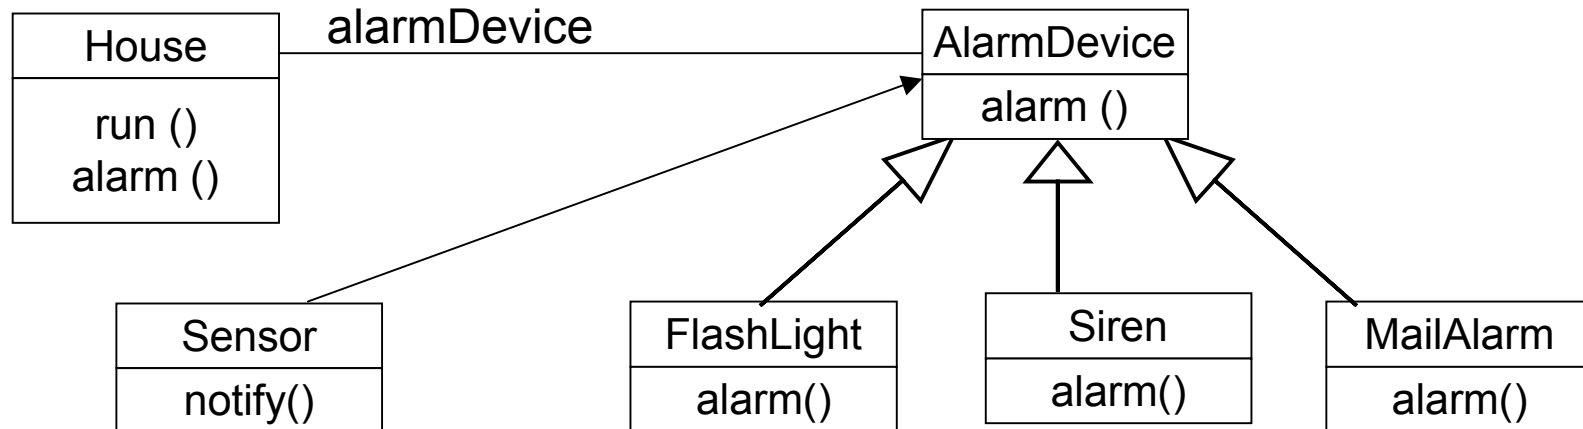 House
run ()
alarm ()
alarmDevice
AlarmDevice
alarm ()
Sensor
notify()
FlashLight
alarm()
Siren
alarm()
MailAlarm
alarm()